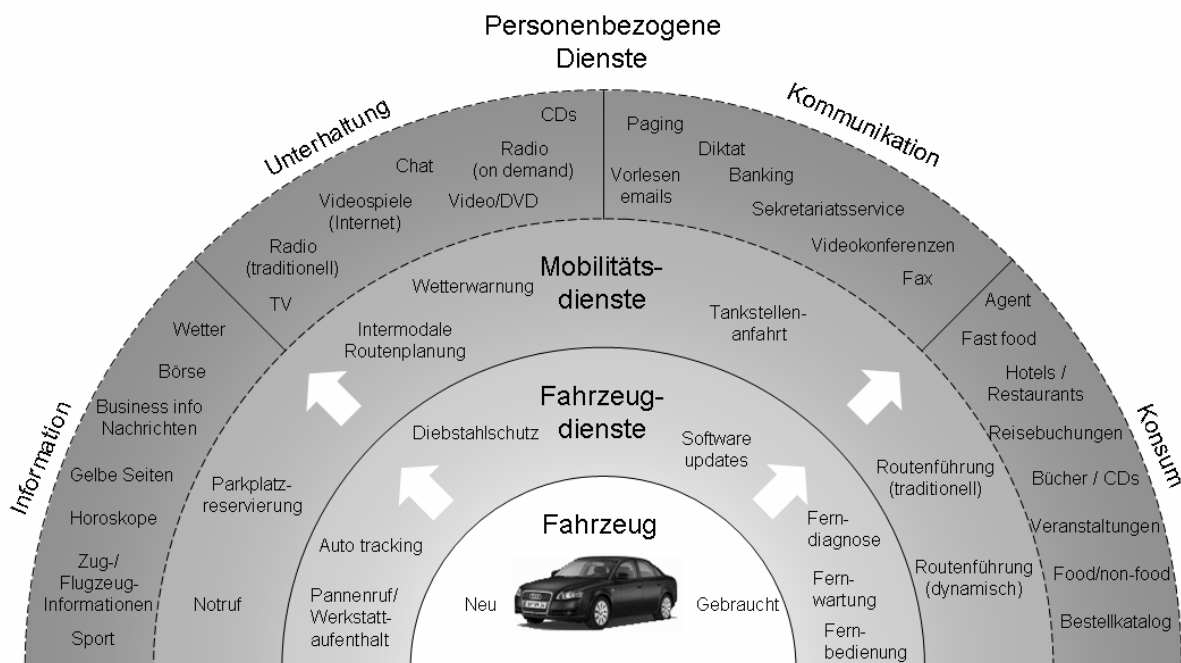 Personenbezogene
Dienste
Unterhaltung
Kommunikation
Information
Konsum
CDs
Radio
(on demand)
Chat
Video/DVD
Videospiele
(Internet)
Radio
(traditionell)
TV
Paging
Diktat
Vorlesen
emails
Banking
Sekretariatsservice
Videokonferenzen
Fax
Wetter
Börse
Business info
Nachrichten
Gelbe Seiten
Horoskope
Zug-/
Flugzeug-
Informationen
Sport
Agent
Fast food
Hotels /
Restaurants
Reisebuchungen
Bücher / CDs
Veranstaltungen
Food/non-food
Bestellkatalog
Mobilitäts-
dienste
Wetterwarnung
Intermodale
Routenplanung
Parkplatz-
reservierung
Notruf
Tankstellen-
anfahrt
Routenführung
(traditionell)
Routenführung
(dynamisch)
Fahrzeug-
dienste
Diebstahlschutz
Auto tracking
Pannenruf/
Werkstatt-
aufenthalt
Software
updates
Fern-
diagnose
Fern-
wartung
Fern-
bedienung
Fahrzeug
Neu
Gebraucht